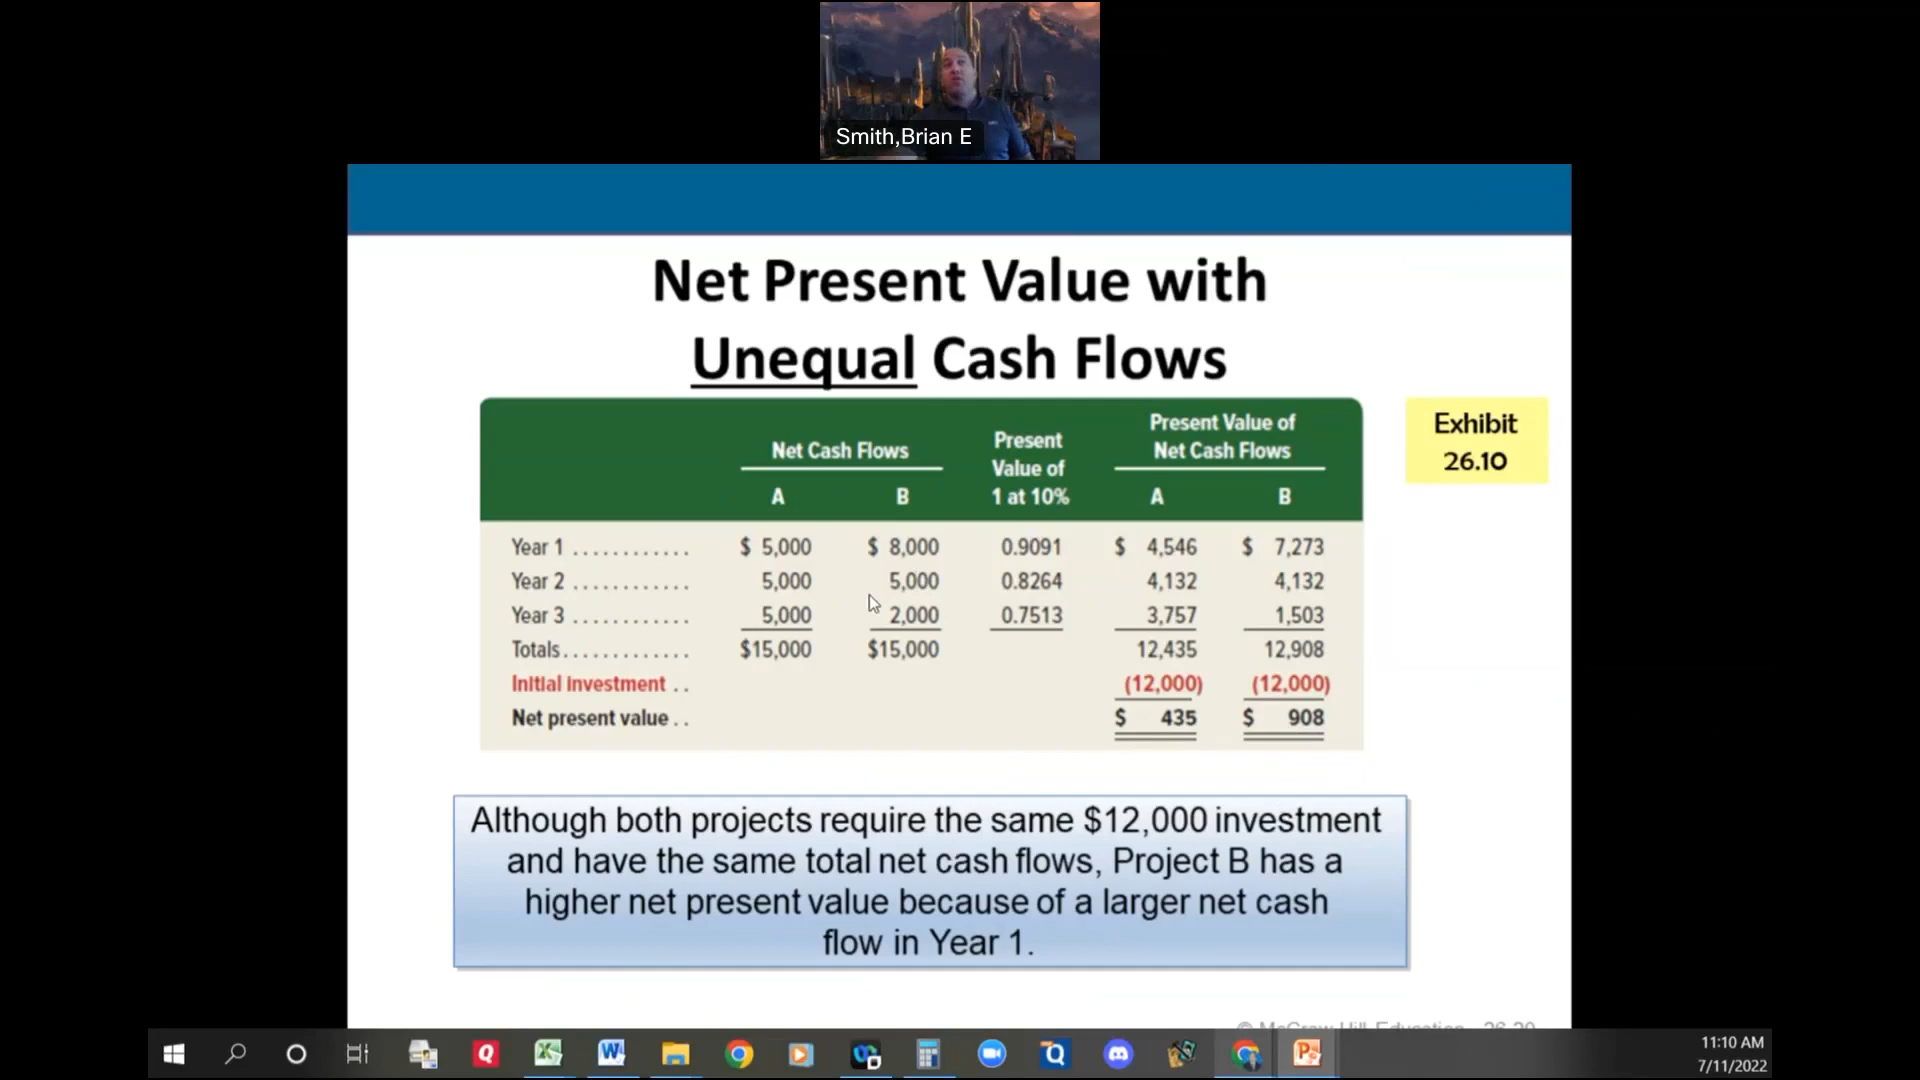 Smith,Brian E
Net Present Value with
Unequal Cash Flows
Exhibit
26.10
Net Cash Flows
Present
Value of
1 at 10%
Present Value of
Net Cash Flows
A B A B
Year 1 ............ $ 5,000 $ 8,000 0.9091 $ 4,546 $ 7,273
Year 2 ............ 5,000 5,000 0.8264 4,132 4,132
Year 3 ............ 5,000 2,000 0.7513 3,757 1,503
Totals............. $15,000 $15,000 12,435 12,908
Initial investment .. (12,000) (12,000)
Net present value .. $ 435 $ 908
Although both projects require the same $12,000 investment
and have the same total net cash flows, Project B has a
higher net present value because of a larger net cash
flow in Year 1.
11:10 AM
7/11/2022